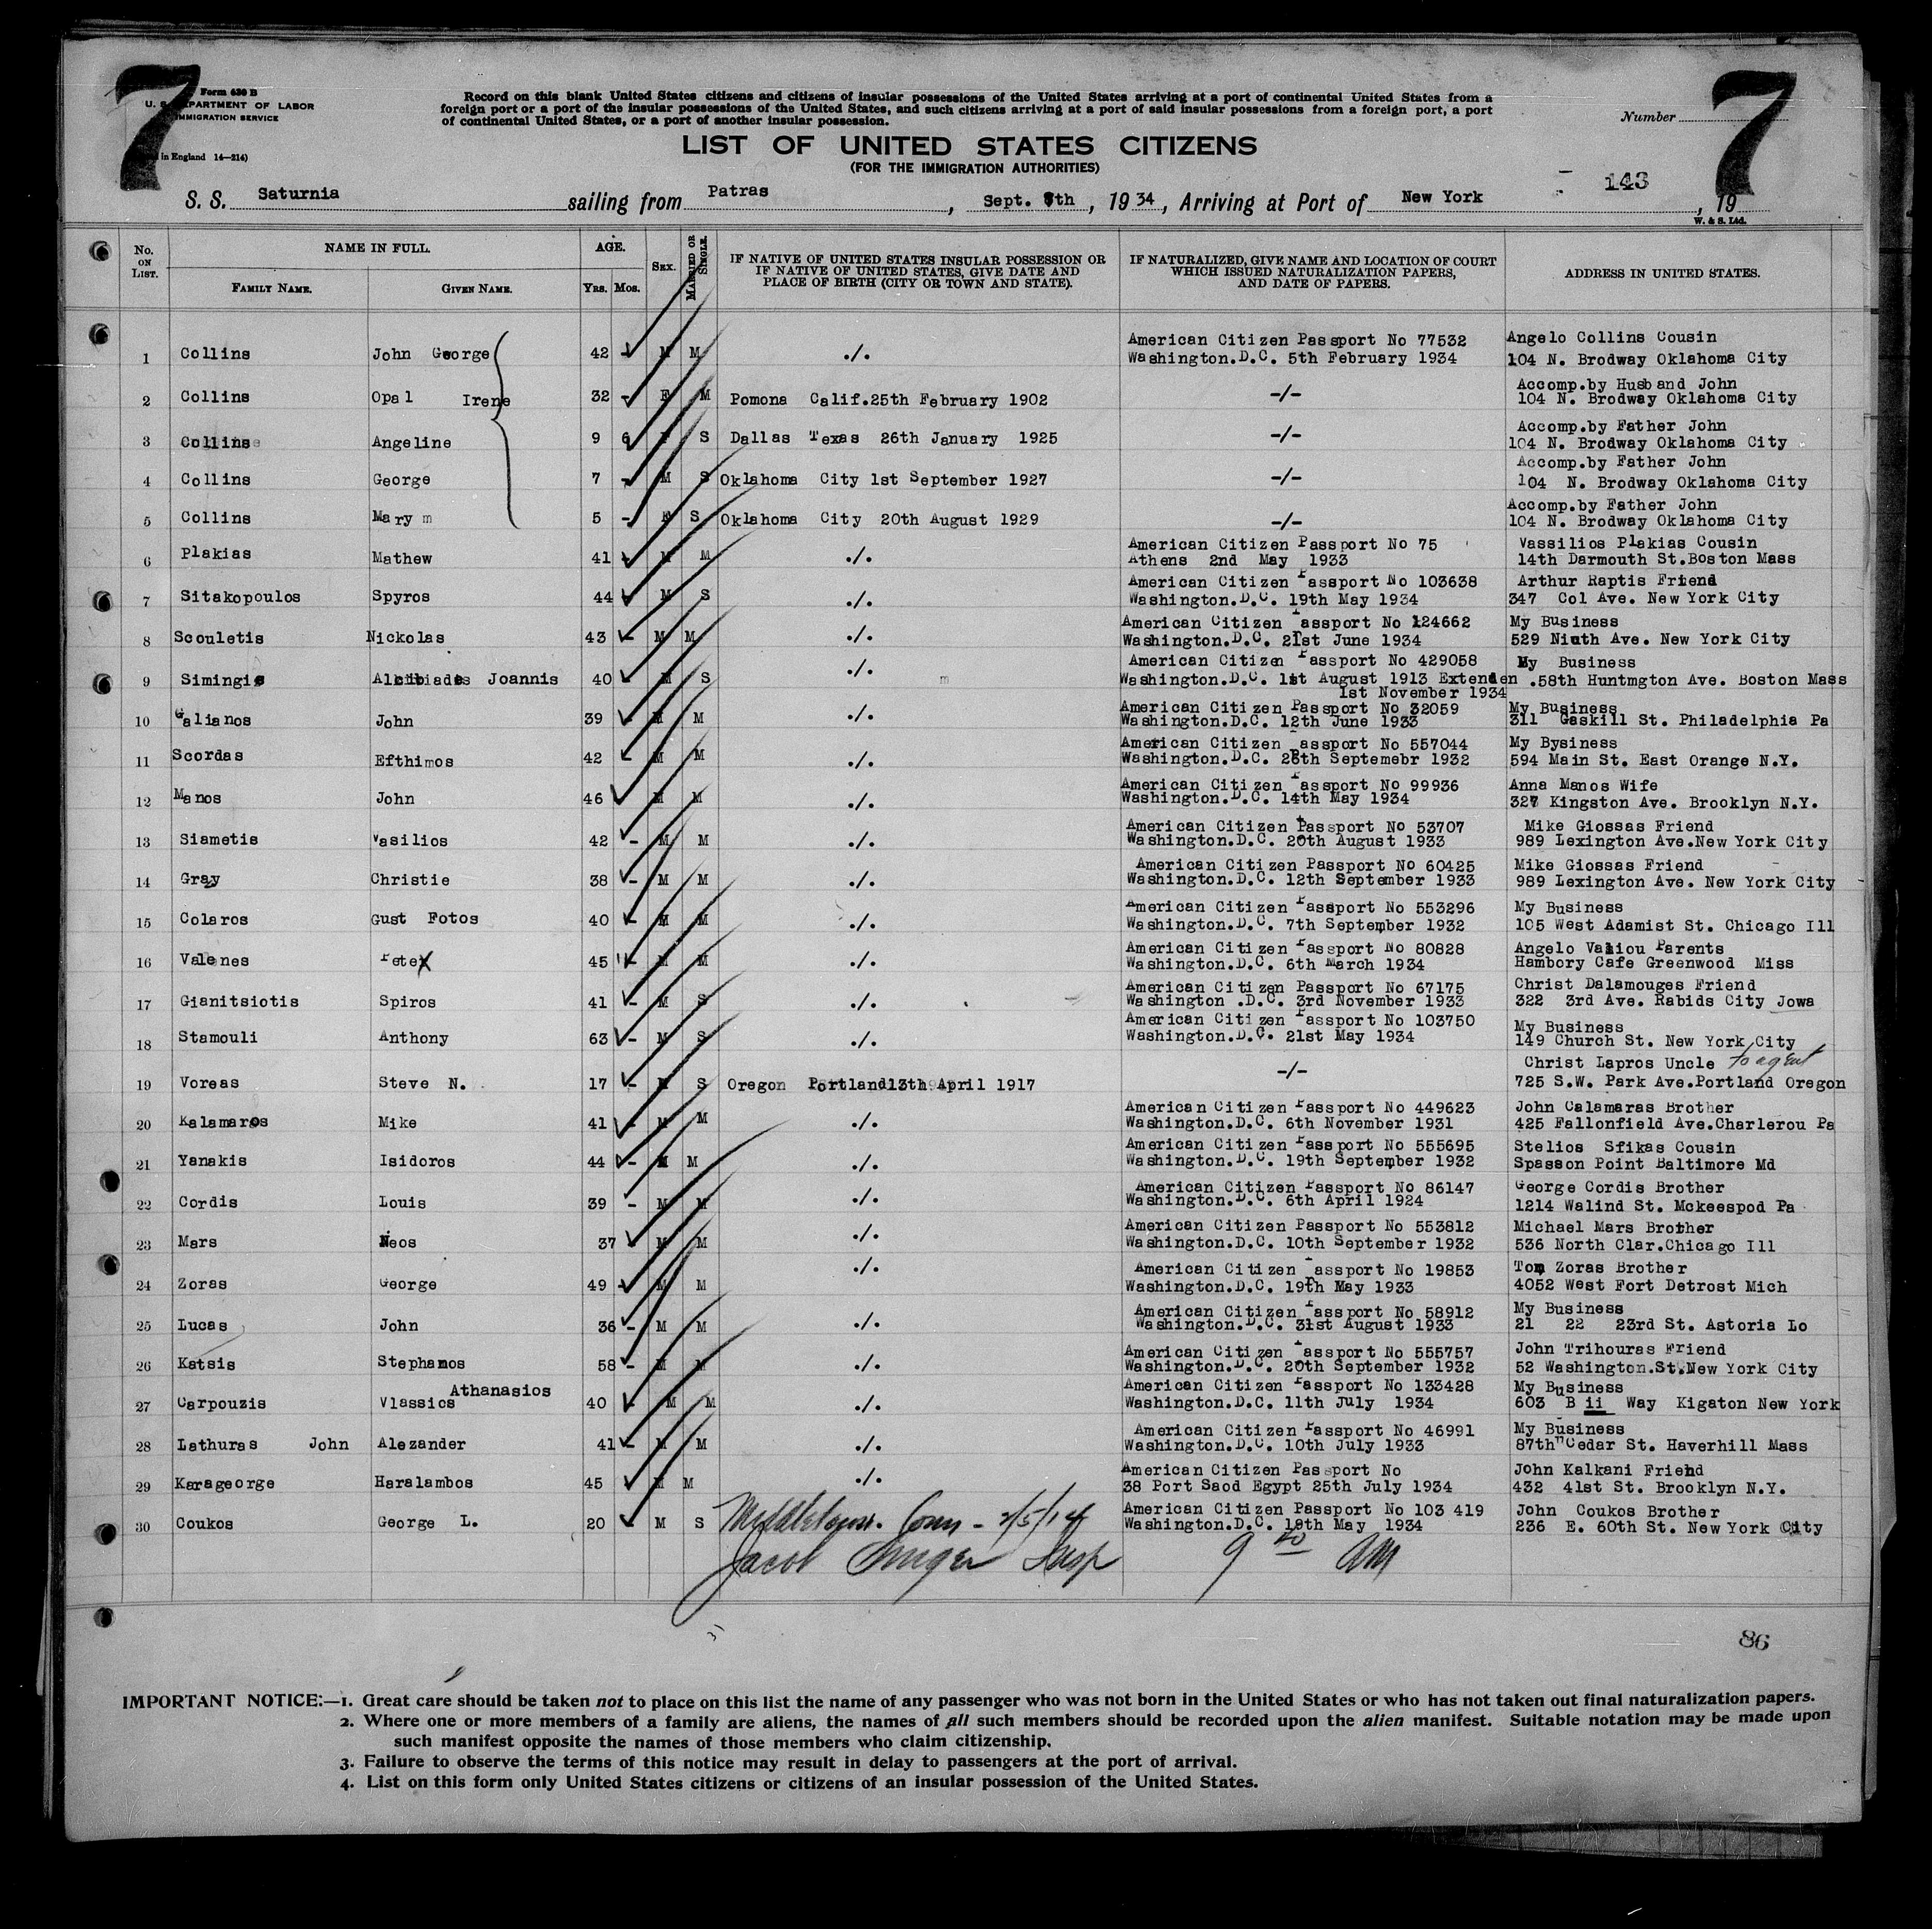 7
7
Form 630 B
U. S. DEPARTMENT OF LABOR
IMMIGRATION SERVICE
in England 14—214)
Record on this blank United States citizens and citizens of insular possessions of the United States arriving at a port of continental United States from a
foreign port or a port of the insular possessions of the United States, and such citizens arriving at a port of said insular possessions from a foreign port, a port
of continental United States, or a port of another insular possession.
Number
LIST OF UNITED STATES CITIZENS
(FOR THE IMMIGRATION AUTHORITIES)
143
S. S. Saturnia sailing from Patras, Sept. 8th, 1934, Arriving at Port of New York, 19
W. & S. Ltd.
No. ON LIST. NAME IN FULL. AGE. SEX. MARRIED OR SINGLE. IF NATIVE OF UNITED STATES INSULAR POSSESSION OR IF NATIVE OF UNITED STATES, GIVE DATE AND PLACE OF BIRTH (CITY OR TOWN AND STATE). IF NATURALIZED, GIVE NAME AND LOCATION OF COURT WHICH ISSUED NATURALIZATION PAPERS, AND DATE OF PAPERS. ADDRESS IN UNITED STATES.
FAMILY NAME. GIVEN NAME. YRS. MOS.
1 Collins John George 42 - M M ./. American Citizen Passport No 77532 Angelo Collins Cousin
Washington.D.C. 5th February 1934 104 N. Brodway Oklahoma City
2 Collins Opal Irene 32 - F M Pomona Calif.25th February 1902 -/- Accomp.by Husband John
104 N. Brodway Oklahoma City
3 Collins Angeline 9 6 F S Dallas Texas 26th January 1925 -/- Accomp.by Father John
104 N. Brodway Oklahoma City
4 Collins George 7 - M S Oklahoma City 1st September 1927 -/- Accomp.by Father John
104 N. Brodway Oklahoma City
5 Collins Mary m 5 - F S Oklahoma City 20th August 1929 -/- Accomp.by Father John
104 N. Brodway Oklahoma City
6 Plakias Mathew 41 - M M ./. American Citizen Passport No 75 Vassilios Plakias Cousin
Athens 2nd May 1933 14th Darmouth St.Boston Mass
7 Sitakopoulos Spyros 44 - M S ./. American Citizen Passport No 103638 Arthur Raptis Friend
Washington.D.C. 19th May 1934 347 Col Ave. New York City
8 Scouletis Nickolas 43 - M M ./. American Citizen Passport No 124662 My Business
Washington.D.C. 21st June 1934 529 Ninth Ave. New York City
9 Simingis Alcibiades Joannis 40 - M S ./. m American Citizen Passport No 429058 My Business
Washington.D.C. 1st August 1913 Extenden .58th Huntmgton Ave. Boston Mass
1st November 1934
10 Galianos John 39 - M M ./. American Citizen Passport No 32059 My Business
Washington.D.C. 12th June 1933 311 Gaskill St. Philadelphia Pa
11 Scordas Efthimos 42 - M M ./. American Citizen Passport No 557044 My Bysiness
Washington.D.C. 28th Septemebr 1932 594 Main St. East Orange N.Y.
12 Manos John 46 M M ./. American Citizen Passport No 99936 Anna Manos Wife
Washington.D.C. 14th May 1934 327 Kingston Ave. Brooklyn N.Y.
13 Siametis Vasilios 42 - M M ./. American Citizen Passport No 53707 Mike Giossas Friend
Washington.D.C. 20th August 1933 989 Lexington Ave.New York City
14 Gray Christie 38 - M M ./. American Citizen Passport No 60425 Mike Giossas Friend
Washington.D.C. 12th September 1933 989 Lexington Ave. New York City
15 Colaros Gust Fotos 40 - M M ./. American Citizen Passport No 553296 My Business
Washington.D.C. 7th September 1932 105 West Adamist St. Chicago Ill
16 Valenes Pete 45 - M M ./. American Citizen Passport No 80828 Angelo Valiou Parents
Washington.D.C. 6th March 1934 Hambory Cafe Greenwood Miss
17 Gianitsiotis Spiros 41 - M S ./. American Citizen Passport No 67175 Christ Dalamouges Friend
Washington .D.C. 3rd November 1933 322 3rd Ave. Rabids City Jowa
18 Stamouli Anthony 63 - M S ./. American Citizen Passport No 103750 My Business
Washington.D.C. 21st May 1934 149 Church St. New York City
19 Voreas Steve N. 17 - M S Oregon Portland13th April 1917 -/- Christ Lapros Uncle to agent
725 S.W. Park Ave.Portland Oregon
20 Kalamaros Mike 41 - M M ./. American Citizen Passport No 449623 John Calamaras Brother
Washington.D.C. 6th November 1931 425 Fallonfield Ave.Charlerou Pa
21 Yanakis Isidoros 44 - M M ./. American Citizen Passport No 555695 Stelios Sfikas Cousin
Washington.D.C. 19th September 1932 Spasson Point Baltimore Md
22 Cordis Louis 39 - M M ./. American Citizen Passport No 86147 George Cordis Brother
Washington.D.C. 6th April 1924 1214 Walind St. Mckeespod Pa
23 Mars Neos 37 M M ./. American Citizen Passport No 553812 Michael Mars Brother
Washington.D.C. 10th September 1932 536 North Clar.Chicago Ill
24 Zoras George 49 - M M ./. American Citizen Passport No 19853 Tom Zoras Brother
Washington.D.C. 19th May 1933 4052 West Fort Detrost Mich
25 Lucas John 36 - M M ./. American Citizen Passport No 58912 My Business
Washington.D.C. 31st August 1933 21 22 23rd St. Astoria Lo
26 Katsis Stephanos 58 - M M ./. American Citizen Passport No 555757 John Trihouras Friend
Washington.D.C. 20th September 1932 52 Washington.St.New York City
27 Carpouzis Vlassios Athanasios 40 - M M ./. American Citizen Passport No 133428 My Business
Washington.D.C. 11th July 1934 603 B ii Way Kigaton New York
28 Lathuras John Alezander 41 - M M ./. American Citizen Passport No 46991 My Business
Washington.D.C. 10th July 1933 87th Cedar St. Haverhill Mass
29 Karageorge Haralambos 45 - M M ./. American Citizen Passport No John Kalkani Friend
38 Port Saod Egypt 25th July 1934 432 41st St. Brooklyn N.Y.
30 Coukos George L. 20 M S Middletown. Conn - 2/5/14 American Citizen Passport No 103 419 John Coukos Brother
Washington.D.C. 19th May 1934 236 E. 60th St. New York City
Jacob Insp 9 40 AM
86
IMPORTANT NOTICE:—1. Great care should be taken not to place on this list the name of any passenger who was not born in the United States or who has not taken out final naturalization papers.
2. Where one or more members of a family are aliens, the names of all such members should be recorded upon the alien manifest. Suitable notation may be made upon
such manifest opposite the names of those members who claim citizenship.
3. Failure to observe the terms of this notice may result in delay to passengers at the port of arrival.
4. List on this form only United States citizens or citizens of an insular possession of the United States.